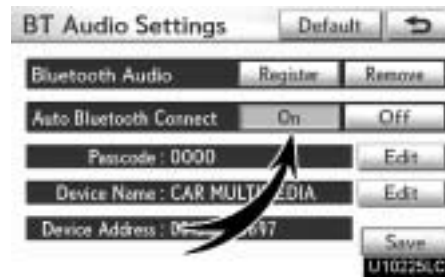 BT Audio Settings Default
Bluetooth Audio Register Remove
Auto Bluetooth Connect On Off
Passcode : 0000 Edit
Device Name : CAR Edit
Device Address :
Save
U10225LC